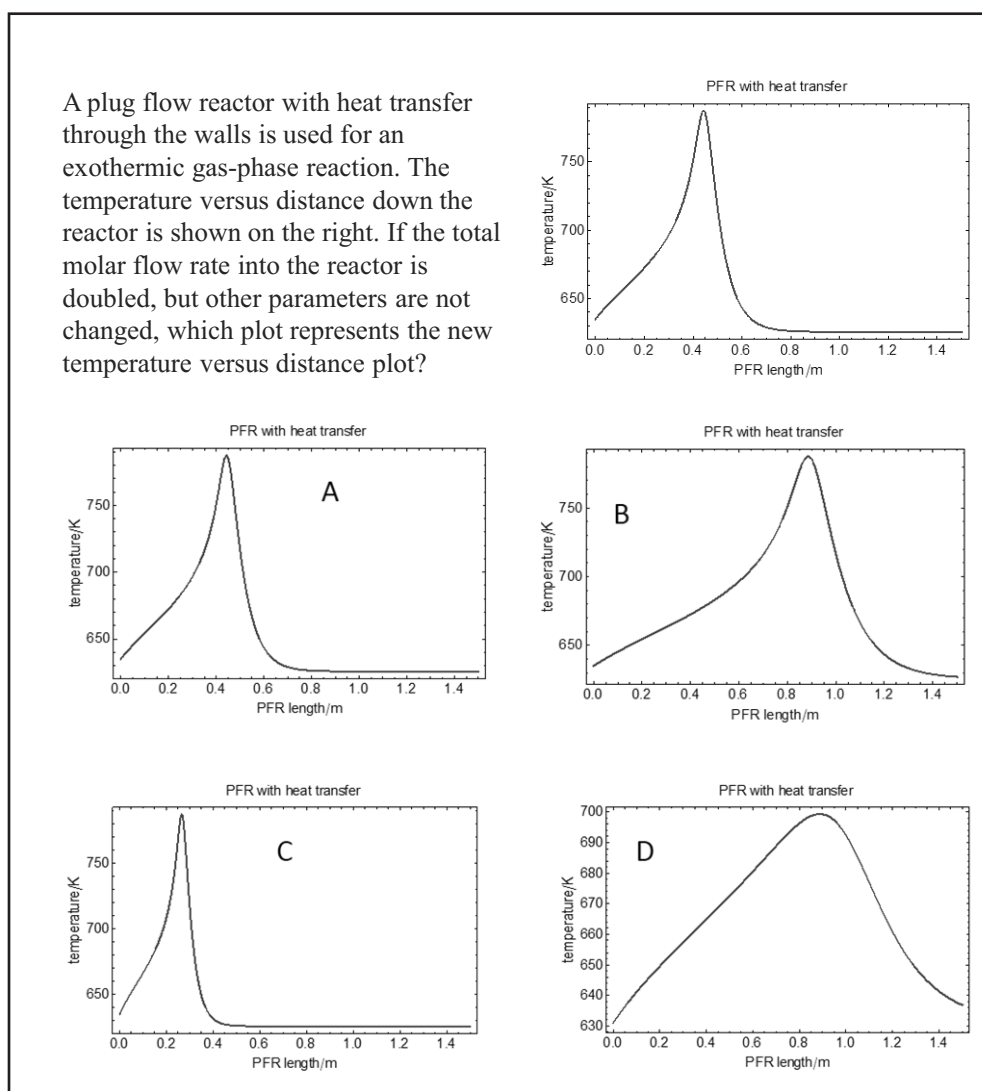 A plug flow reactor with heat transfer
through the walls is used for an
exothermic gas-phase reaction. The
temperature versus distance down the
reactor is shown on the right. If the total
molar flow rate into the reactor is
doubled, but other parameters are not
changed, which plot represents the new
temperature versus distance plot?
PFR with heat transfer
temperature/K
750
700
650
0.0 0.2 0.4 0.6 0.8 1.0 1.2 1.4
PFR length/m
PFR with heat transfer
A
temperature/K
750
700
650
0.0 0.2 0.4 0.6 0.8 1.0 1.2 1.4
PFR length/m
PFR with heat transfer
B
temperature/K
750
700
650
0.0 0.2 0.4 0.6 0.8 1.0 1.2 1.4
PFR length/m
PFR with heat transfer
C
temperature/K
750
700
650
0.0 0.2 0.4 0.6 0.8 1.0 1.2 1.4
PFR length/m
PFR with heat transfer
D
temperature/K
700
690
680
670
660
650
640
630
0.0 0.2 0.4 0.6 0.8 1.0 1.2 1.4
PFR length/m